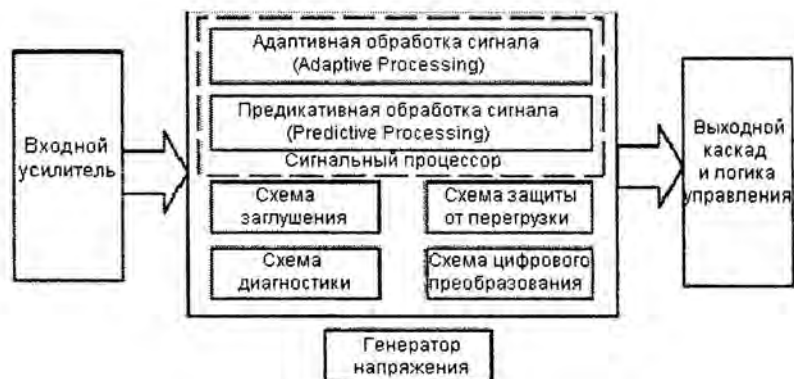 Адаптивная обработка сигнала
(Adaptive Processing)
Предикативная обработка сигнала
(Predictive Processing)
Сигнальный процессор
Входной
усилитель
Схема
заглушения
Схема защиты
от перегрузки
Схема
диагностики
Схема цифрового
преобразования
Выходной
каскад
и логика
управления
Генератор
напряжения